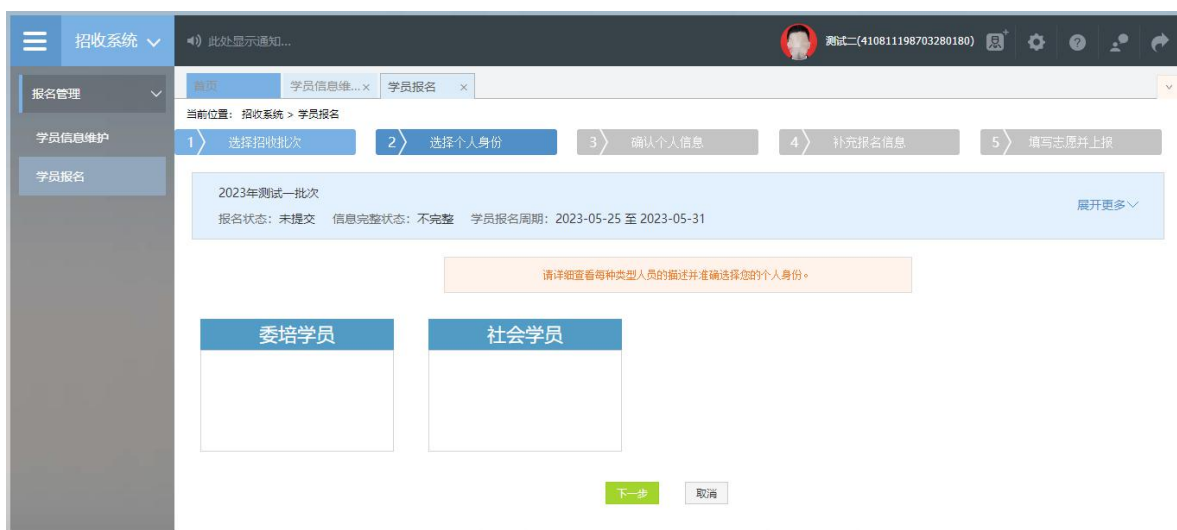 招收系统
此处显示通知...
测试二(410811198703280180)
报名管理
学员信息维护
学员报名
首页
学员信息维...×
学员报名 ×
当前位置： 招收系统 > 学员报名
1 选择招收批次
2 选择个人身份
3 确认个人信息
4 补充报名信息
5 填写志愿并上报
2023年测试一批次
报名状态：未提交 信息完整状态：不完整 学员报名周期：2023-05-25 至 2023-05-31
展开更多
请详细查看每种类型人员的描述并准确选择您的个人身份。
委培学员
社会学员
下一步
取消